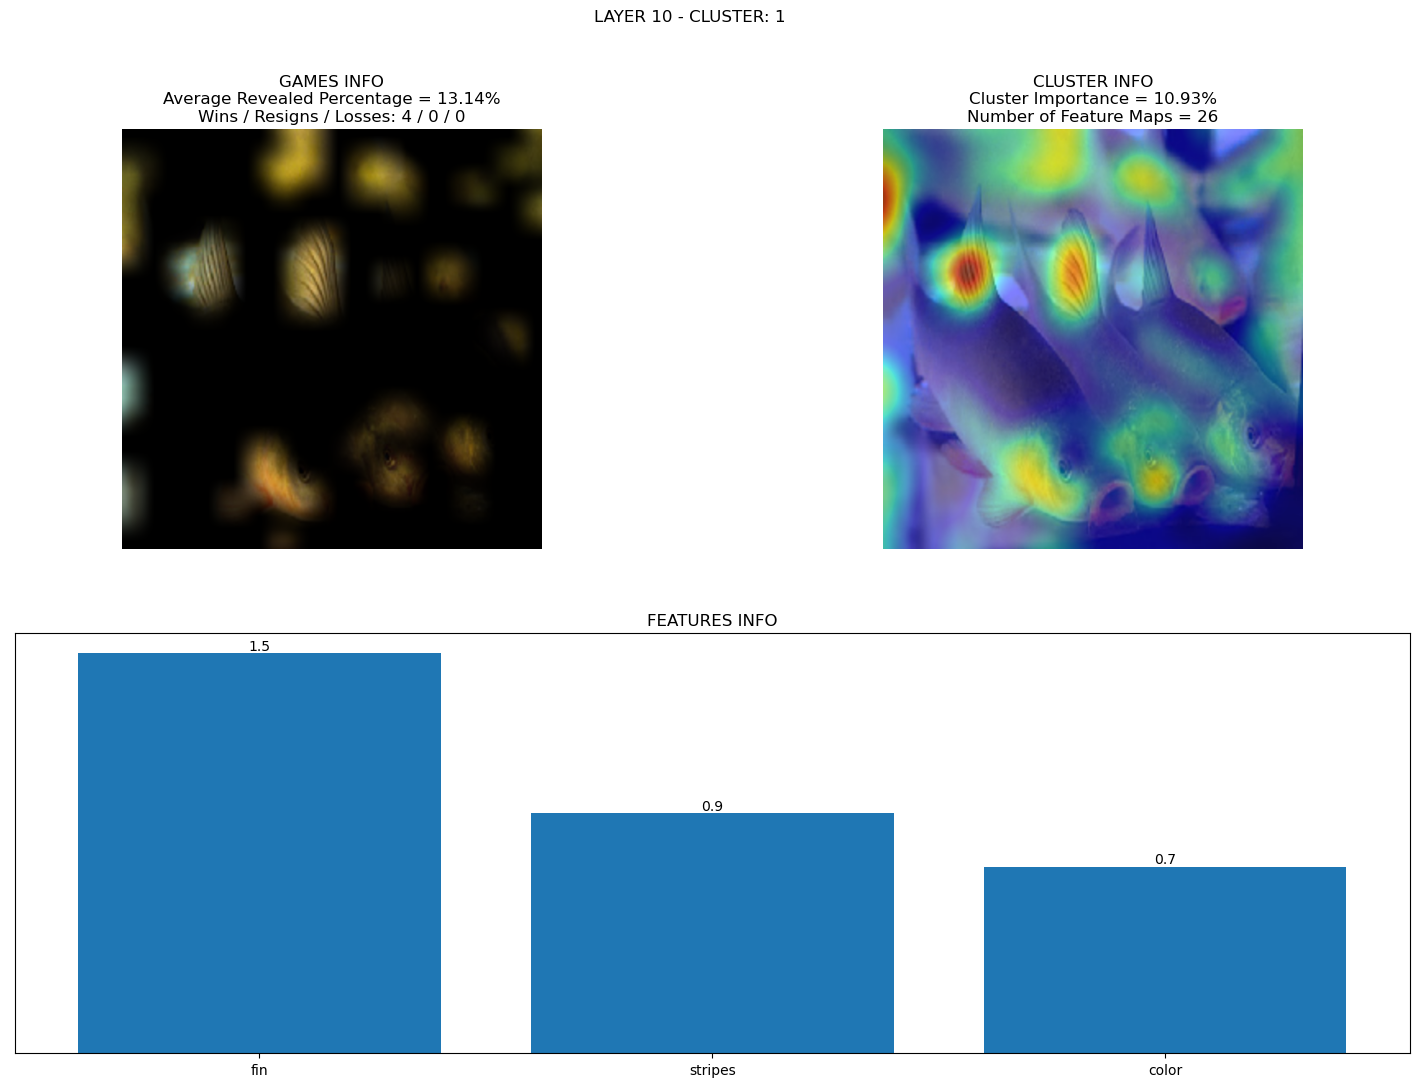 LAYER 10 - CLUSTER: 1
GAMES INFO
Average Revealed Percentage = 13.14%
Wins / Resigns / Losses: 4 / 0 / 0
CLUSTER INFO
Cluster Importance = 10.93%
Number of Feature Maps = 26
FEATURES INFO
1.5
0.9
0.7
fin
stripes
color